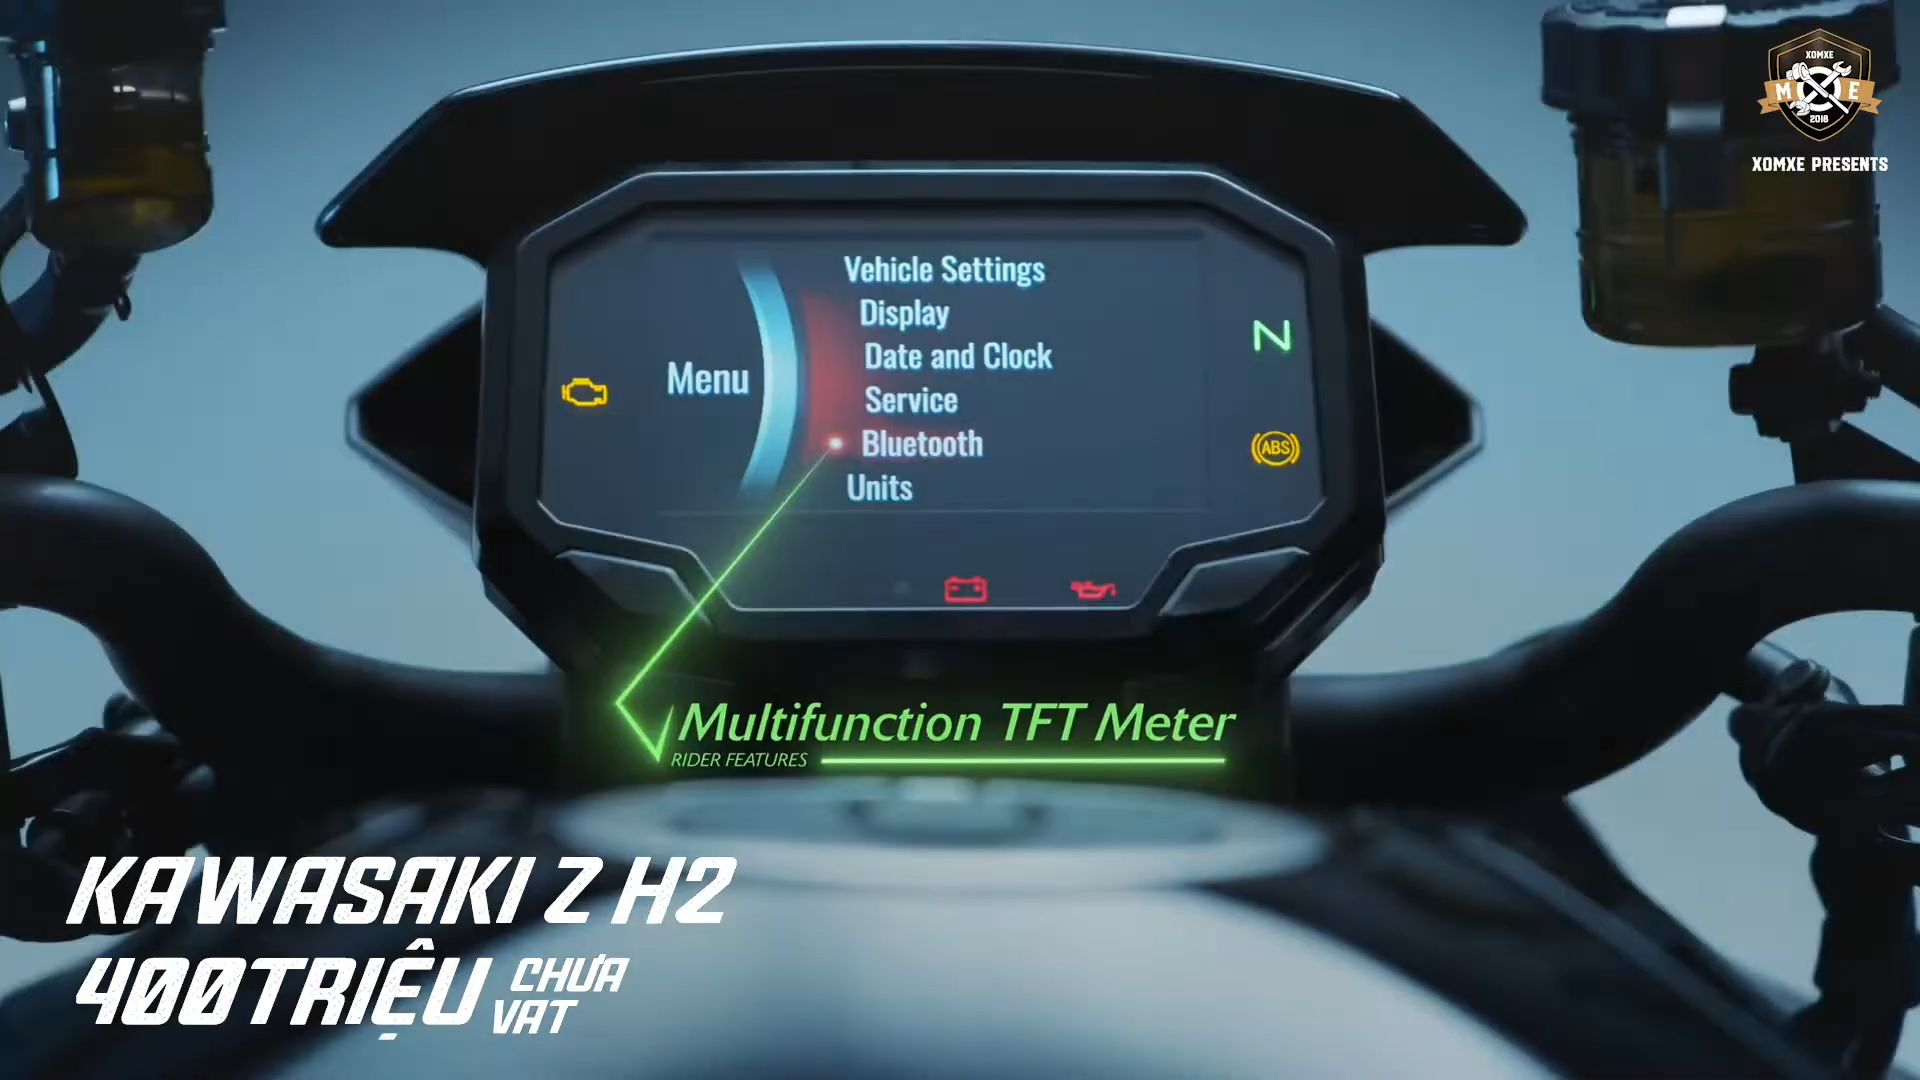 XOMXE
M E
2016
XOMXE PRESENTS
Vehicle Settings
Display
Date and Clock
Menu
Service
Bluetooth
Units
N
ABS
Multifunction TFT Meter
RIDER FEATURES
KAWASAKI Z H2
400TRIỆU CHƯA
VAT